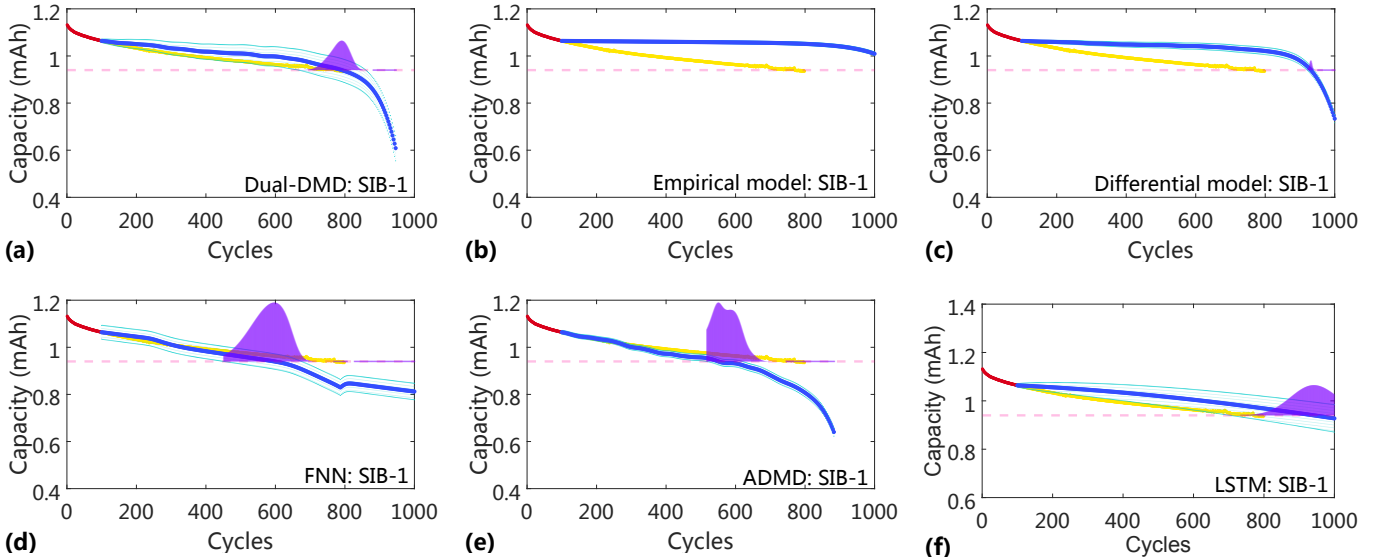 1.2
1
0.8
0.6
0.4
Capacity (mAh)
Dual-DMD: SIB-1
0 200 400 600 800 1000
Cycles
(a)
1.2
1
0.8
0.6
0.4
Capacity (mAh)
Empirical model: SIB-1
0 200 400 600 800 1000
Cycles
(b)
1.2
1
0.8
0.6
0.4
Capacity (mAh)
Differential model: SIB-1
0 200 400 600 800 1000
Cycles
(c)
1.2
1
0.8
0.6
0.4
Capacity (mAh)
FNN: SIB-1
0 200 400 600 800 1000
Cycles
(d)
1.2
1
0.8
0.6
0.4
Capacity (mAh)
ADMD: SIB-1
0 200 400 600 800 1000
Cycles
(e)
1.4
1.2
1
0.8
0.6
Capacity (mAh)
LSTM: SIB-1
0 200 400 600 800 1000
Cycles
(f)